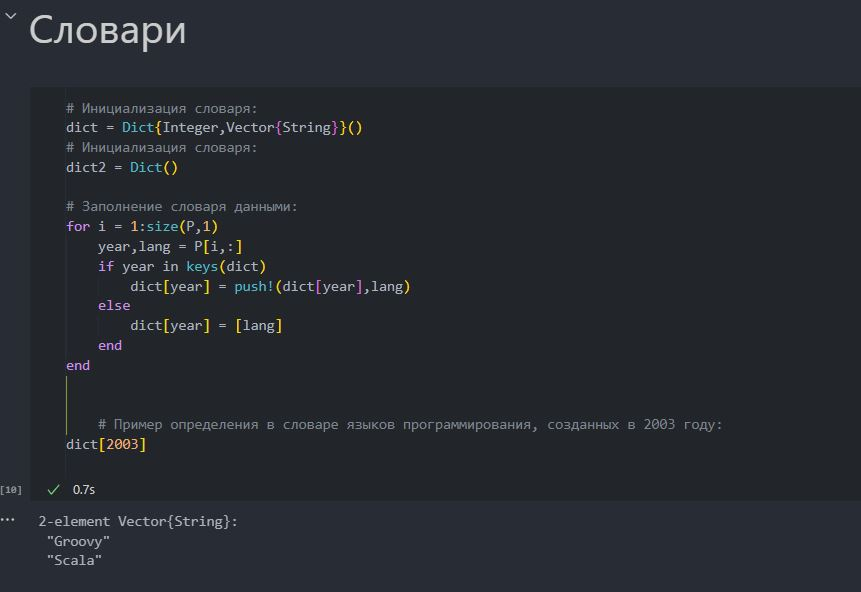 Словари
# Инициализация словаря:
dict = Dict{Integer,Vector{String}}()
# Инициализация словаря:
dict2 = Dict()
# Заполнение словаря данными:
for i = 1:size(P,1)
year,lang = P[i,:]
if year in keys(dict)
dict[year] = push!(dict[year],lang)
else
dict[year] = [lang]
end
end
# Пример определения в словаре языков программирования, созданных в 2003 году:
dict[2003]
[10] 0.7s
... 2-element Vector{String}:
"Groovy"
"Scala"